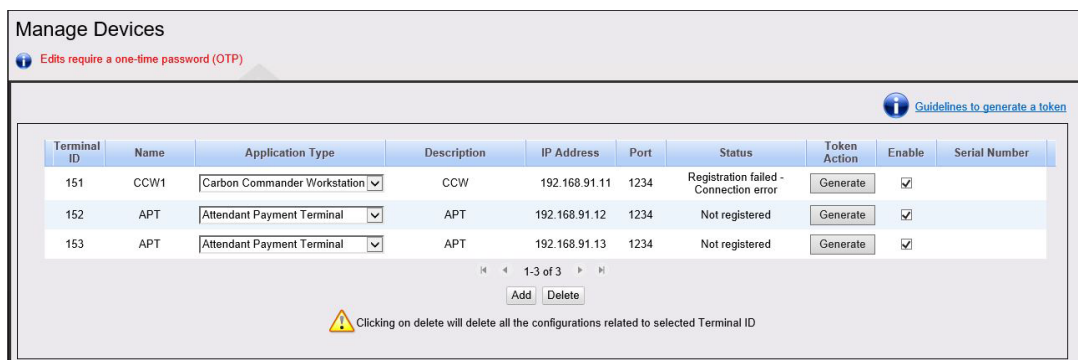 Manage Devices
Edits require a one-time password (OTP)
Guidelines to generate a token
Terminal ID Name Application Type Description IP Address Port Status Token Action Enable Serial Number
151 CCW1 Carbon Commander Workstation CCW 192.168.91.11 1234 Registration failed - Connection error Generate
152 APT Attendant Payment Terminal APT 192.168.91.12 1234 Not registered Generate
153 APT Attendant Payment Terminal APT 192.168.91.13 1234 Not registered Generate
1-3 of 3
Add Delete
Clicking on delete will delete all the configurations related to selected Terminal ID